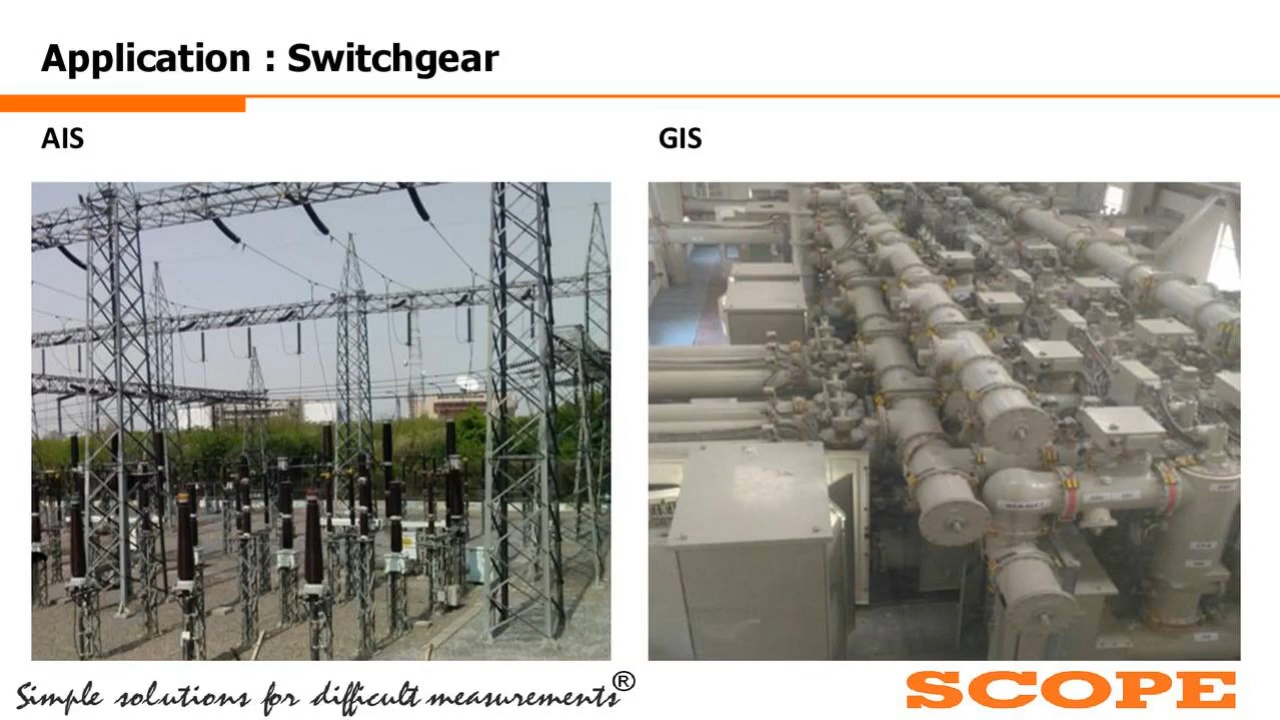 Application : Switchgear
AIS
GIS
Simple solutions for difficult measurements®
SCOPE